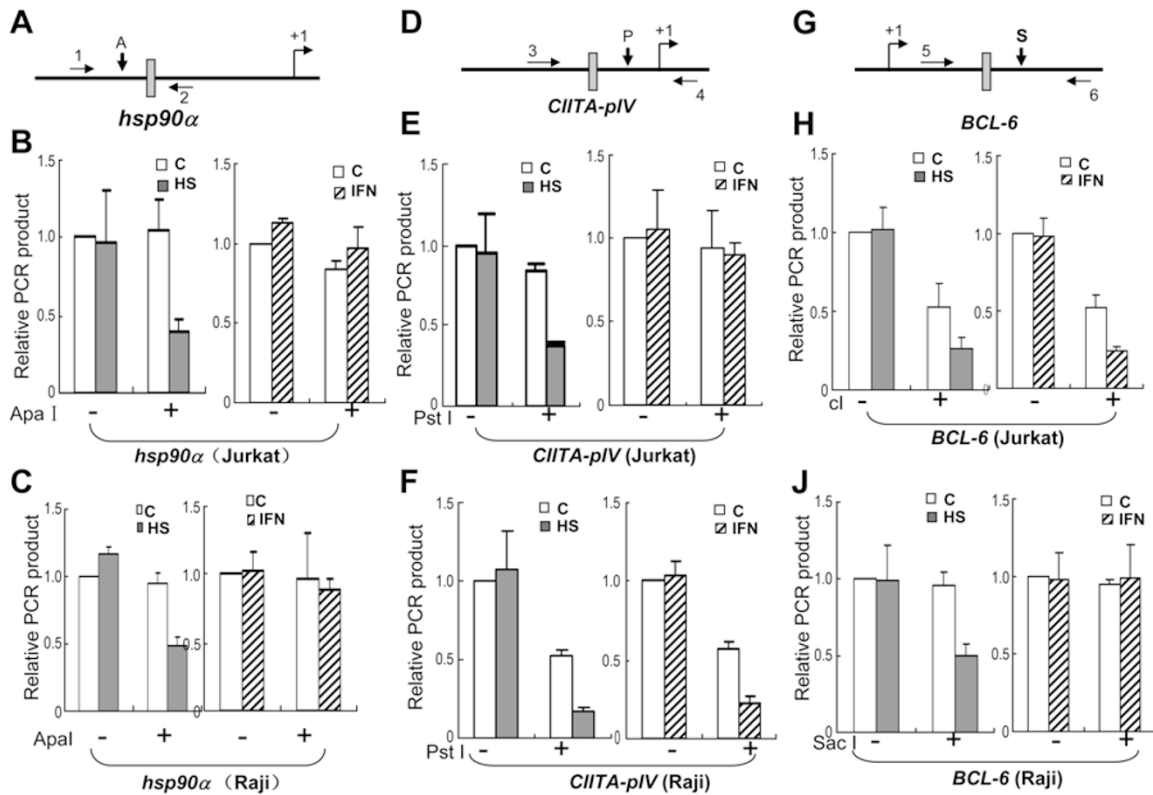 A
1
A
+1
2
hsp90α
D
3
P
+1
4
CIITA-pIV
G
+1
5
S
6
BCL-6
B
Relative PCR product
1.5
1.0
0.5
0
C
HS
1.5
1.0
0.5
0
C
IFN
Apa I - + - +
hsp90α (Jurkat)
E
Relative PCR product
1.5
1.0
0.5
0
C
HS
1.5
1.0
0.5
0
C
IFN
Pst I - + - +
CIITA-pIV (Jurkat)
H
Relative PCR product
1.5
1.0
0.5
0
C
HS
1.5
1.0
0.5
0
C
IFN
cI - + - +
BCL-6 (Jurkat)
C
Relative PCR product
1.5
1.0
0.5
0
C
HS
1.5
1.0
0.5
0
C
IFN
ApaI - + - +
hsp90α (Raji)
F
Relative PCR product
1.5
1.0
0.5
0
C
HS
1.5
1.0
0.5
0
C
IFN
Pst I - + - +
CIITA-pIV (Raji)
J
Relative PCR product
1.5
1.0
0.5
0
C
HS
1.5
1.0
0.5
0
C
IFN
Sac I - + - +
BCL-6 (Raji)